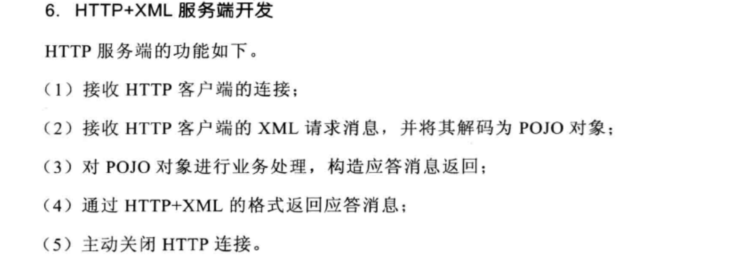 6. HTTP+XML 服务端开发
HTTP 服务端的功能如下。
（1）接收 HTTP 客户端的连接；
（2）接收 HTTP 客户端的 XML 请求消息，并将其解码为 POJO 对象；
（3）对 POJO 对象进行业务处理，构造应答消息返回；
（4）通过 HTTP+XML 的格式返回应答消息；
（5）主动关闭 HTTP 连接。